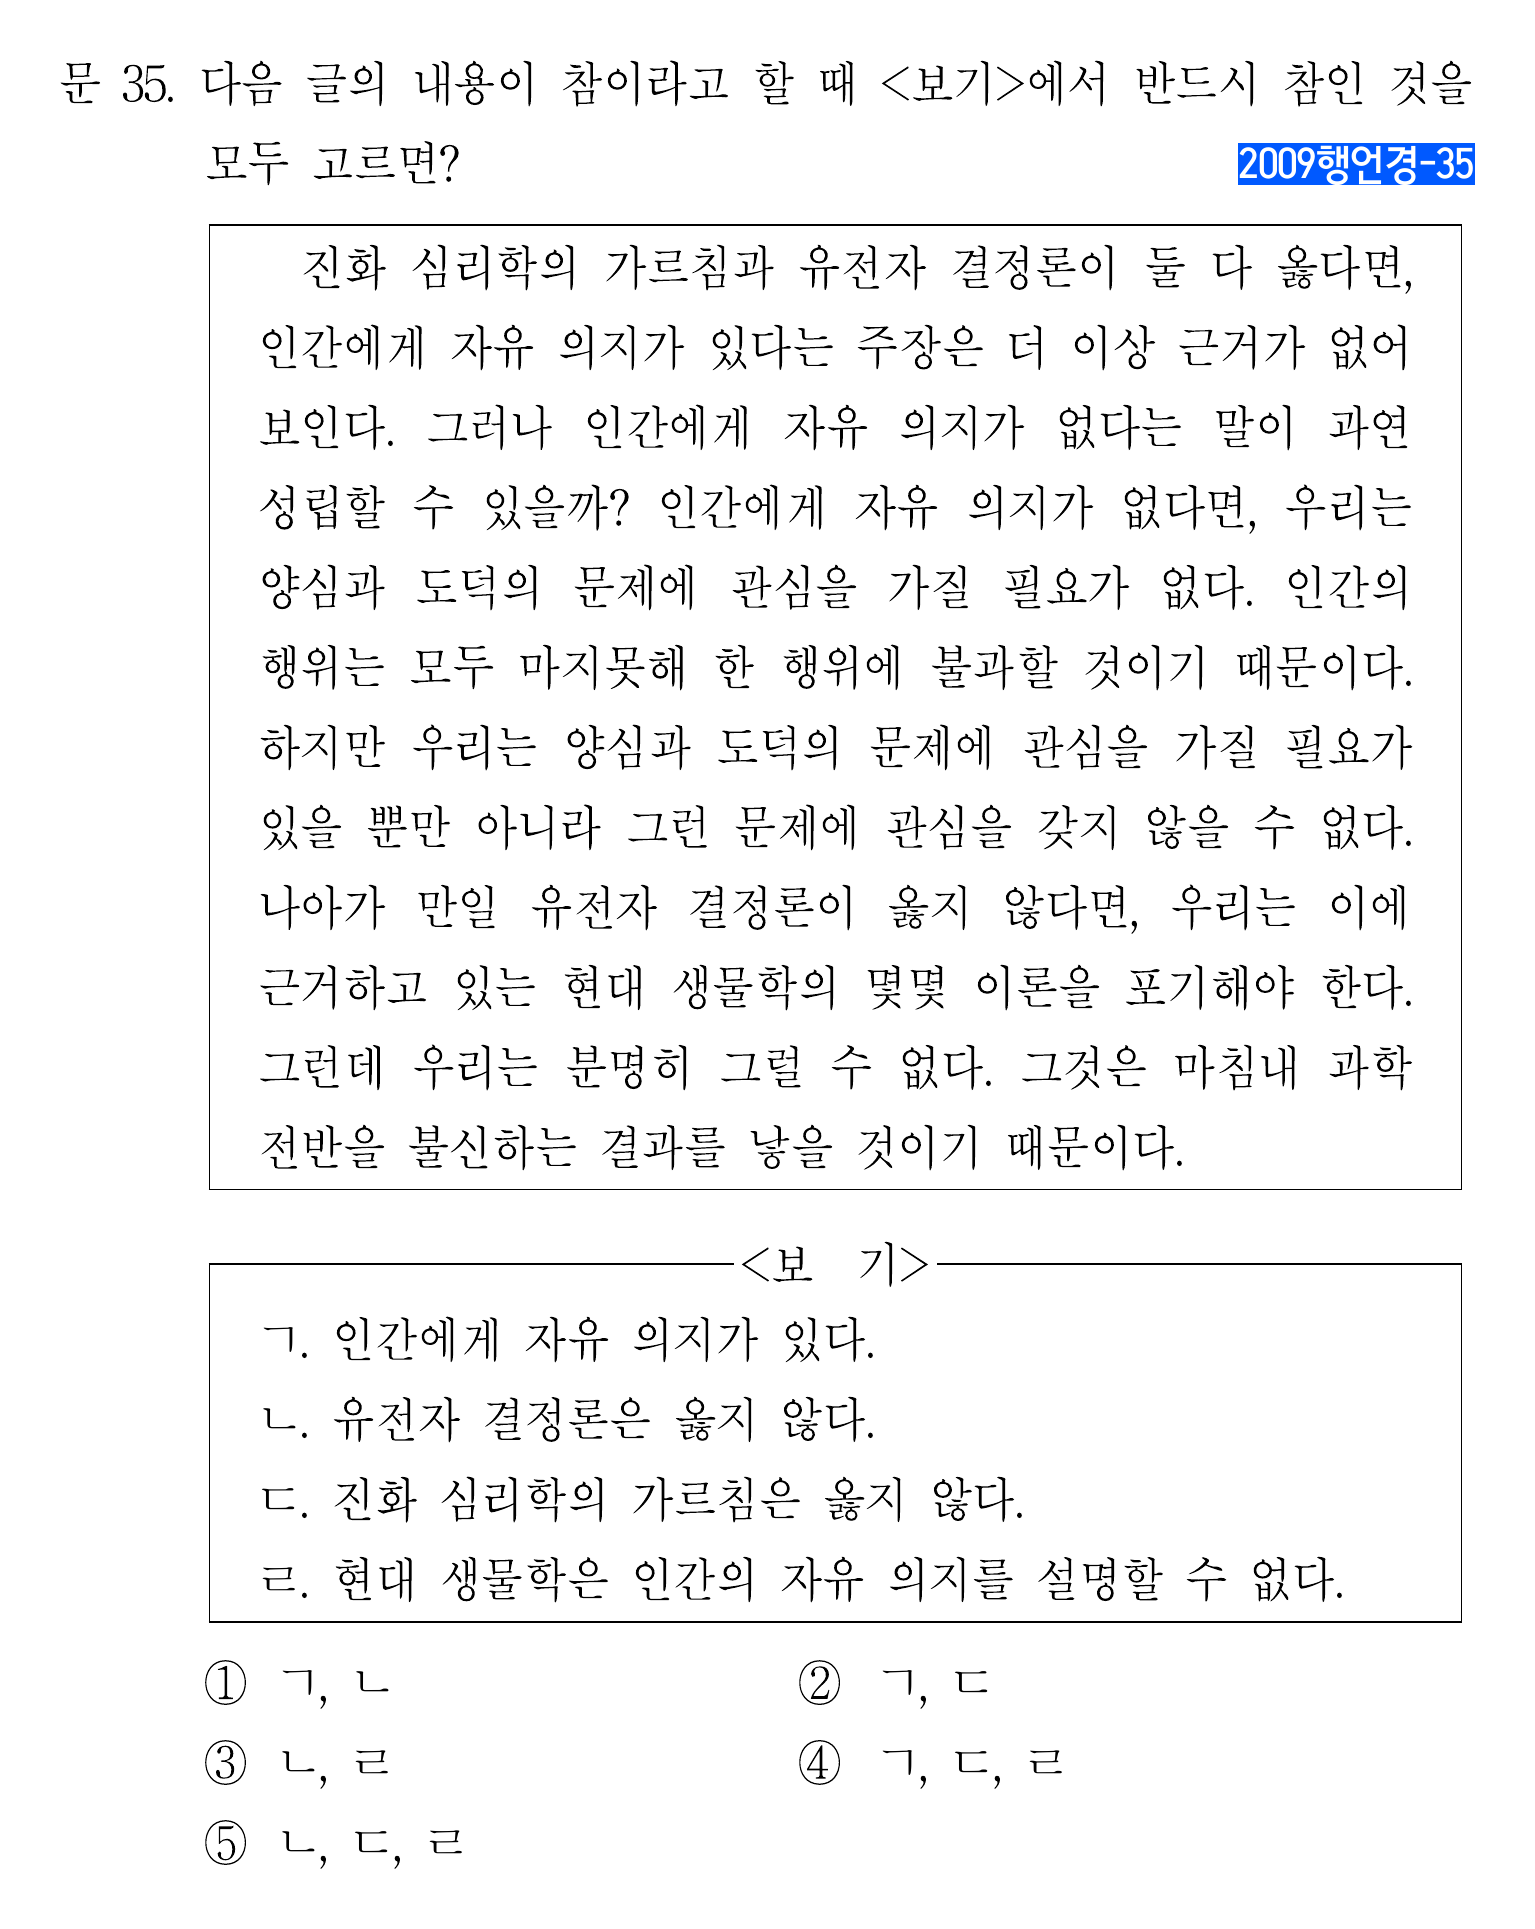 문 35. 다음 글의 내용이 참이라고 할 때 <보기>에서 반드시 참인 것을
모두 고르면?
2009행언경-35
진화 심리학의 가르침과 유전자 결정론이 둘 다 옳다면,
인간에게 자유 의지가 있다는 주장은 더 이상 근거가 없어
보인다. 그러나 인간에게 자유 의지가 없다는 말이 과연
성립할 수 있을까? 인간에게 자유 의지가 없다면, 우리는
양심과 도덕의 문제에 관심을 가질 필요가 없다. 인간의
행위는 모두 마지못해 한 행위에 불과할 것이기 때문이다.
하지만 우리는 양심과 도덕의 문제에 관심을 가질 필요가
있을 뿐만 아니라 그런 문제에 관심을 갖지 않을 수 없다.
나아가 만일 유전자 결정론이 옳지 않다면, 우리는 이에
근거하고 있는 현대 생물학의 몇몇 이론을 포기해야 한다.
그런데 우리는 분명히 그럴 수 없다. 그것은 마침내 과학
전반을 불신하는 결과를 낳을 것이기 때문이다.
<보 기>
ㄱ. 인간에게 자유 의지가 있다.
ㄴ. 유전자 결정론은 옳지 않다.
ㄷ. 진화 심리학의 가르침은 옳지 않다.
ㄹ. 현대 생물학은 인간의 자유 의지를 설명할 수 없다.
① ㄱ, ㄴ
② ㄱ, ㄷ
③ ㄴ, ㄹ
④ ㄱ, ㄷ, ㄹ
⑤ ㄴ, ㄷ, ㄹ